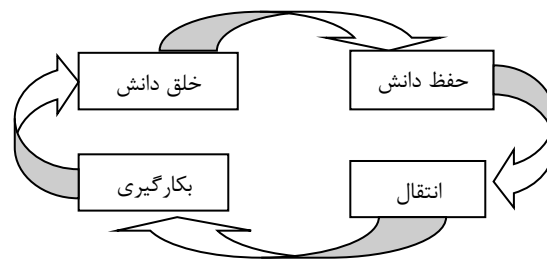 خلق دانش
حفظ دانش
انتقال
بکارگیری